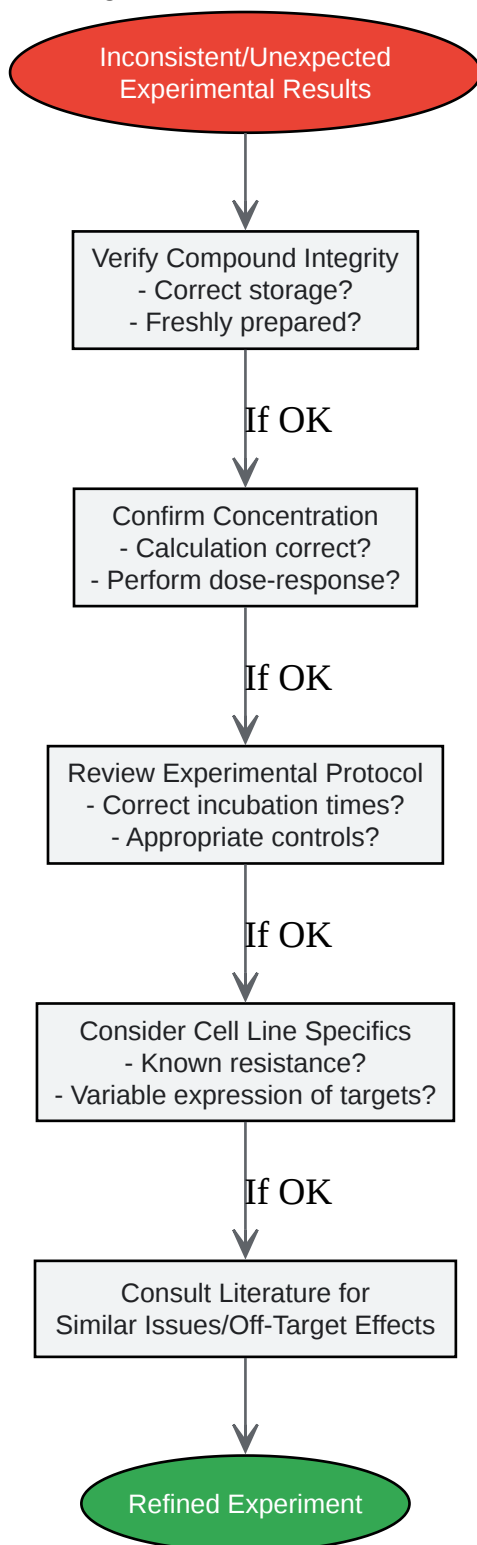 Inconsistent/Unexpected
Experimental Results
Verify Compound Integrity
- Correct storage?
- Freshly prepared?
If OK
Confirm Concentration
- Calculation correct?
- Perform dose-response?
If OK
Review Experimental Protocol
- Correct incubation times?
- Appropriate controls?
If OK
Consider Cell Line Specifics
- Known resistance?
- Variable expression of targets?
If OK
Consult Literature for
Similar Issues/Off-Target Effects
Refined Experiment